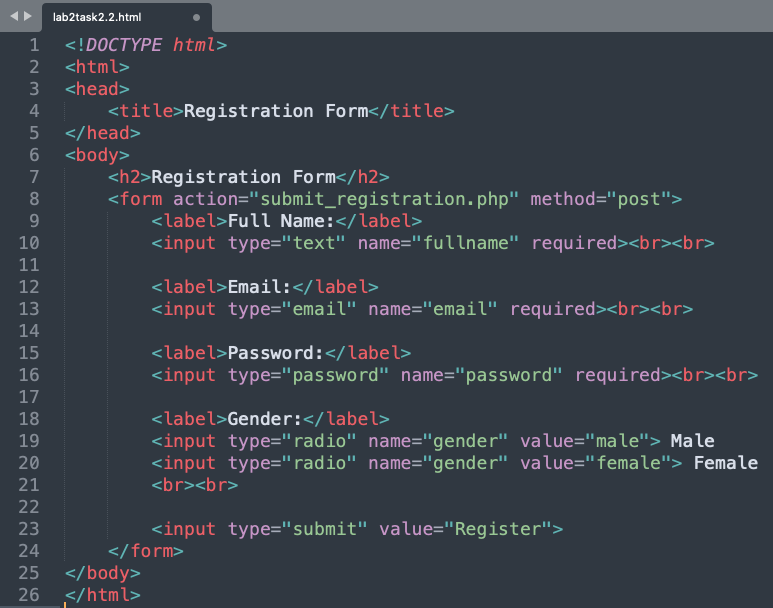 lab2task2.2.html
1 <!DOCTYPE html>
2 <html>
3 <head>
4     <title>Registration Form</title>
5 </head>
6 <body>
7     <h2>Registration Form</h2>
8     <form action="submit_registration.php" method="post">
9         <label>Full Name:</label>
10         <input type="text" name="fullname" required><br><br>
11
12         <label>Email:</label>
13         <input type="email" name="email" required><br><br>
14
15         <label>Password:</label>
16         <input type="password" name="password" required><br><br>
17
18         <label>Gender:</label>
19         <input type="radio" name="gender" value="male"> Male
20         <input type="radio" name="gender" value="female"> Female
21         <br><br>
22
23         <input type="submit" value="Register">
24     </form>
25 </body>
26 </html>